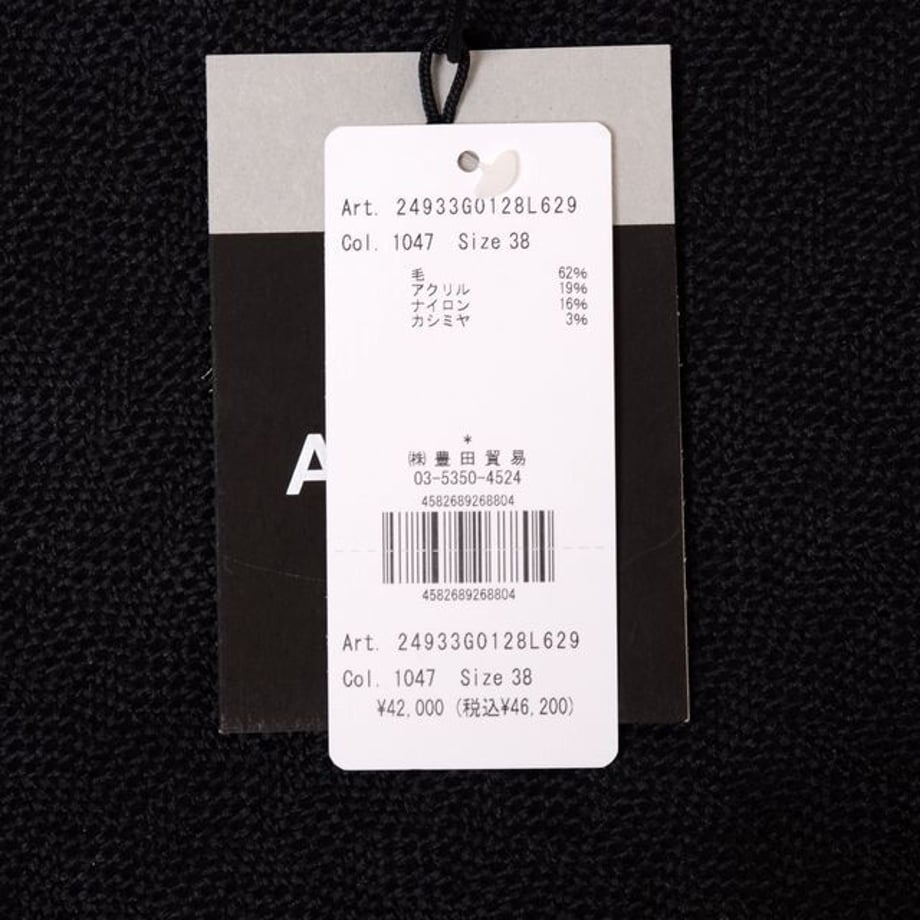 Art. 24933G0128L629
Col. 1047 Size 38
毛 62%
アクリル 19%
ナイロン 16%
カシミヤ 3%
*
㈱ 豊田貿易
03-5350-4524
4582689268804
4582689268804
Art. 24933G0128L629
Col. 1047 Size 38
¥42,000 (税込¥46,200)
A